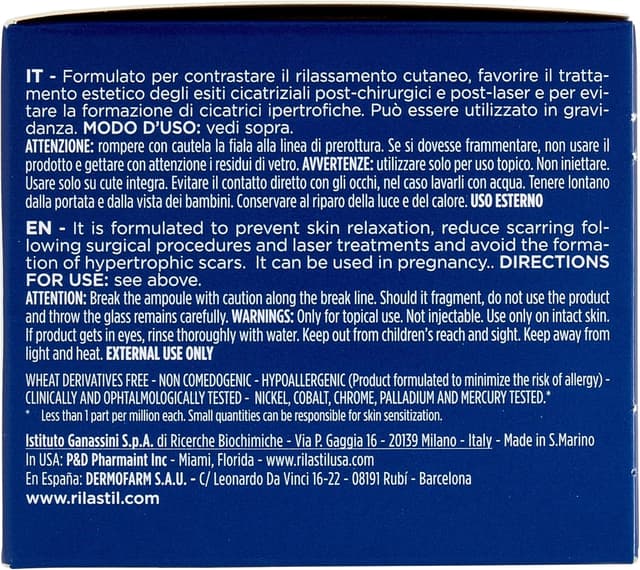 IT - Formulato per contrastare il rilassamento cutaneo, favorire il tratta-
mento estetico degli esiti cicatriziali post-chirurgici e post-laser e per evi-
tare la formazione di cicatrici ipertrofiche. Può essere utilizzato in gravi-
danza. MODO D'USO: vedi sopra.
ATTENZIONE: rompere con cautela la fiala alla linea di prerottura. Se si dovesse frammentare, non usare il
prodotto e gettare con attenzione i residui di vetro. AVVERTENZE: utilizzare solo per uso topico. Non iniettare.
Usare solo su cute integra. Evitare il contatto diretto con gli occhi, nel caso lavarli con acqua. Tenere lontano
dalla portata e dalla vista dei bambini. Conservare al riparo della luce e del calore. USO ESTERNO
EN - It is formulated to prevent skin relaxation, reduce scarring fol-
lowing surgical procedures and laser treatments and avoid the forma-
tion of hypertrophic scars. It can be used in pregnancy.. DIRECTIONS
FOR USE: see above.
ATTENTION: Break the ampoule with caution along the break line. Should it fragment, do not use the product
and throw the glass remains carefully. WARNINGS: Only for topical use. Not injectable. Use only on intact skin.
If product gets in eyes, rinse thoroughly with water. Keep out from children's reach and sight. Keep away from
light and heat. EXTERNAL USE ONLY
WHEAT DERIVATIVES FREE - NON COMEDOGENIC - HYPOALLERGENIC (Product formulated to minimize the risk of allergy) -
CLINICALLY AND OPHTALMOLOGICALLY TESTED - NICKEL, COBALT, CHROME, PALLADIUM AND MERCURY TESTED.*
* Less than 1 part per million each. Small quantities can be responsible for skin sensitization.
Istituto Ganassini S.p.A. di Ricerche Biochimiche - Via P. Gaggia 16 - 20139 Milano - Italy - Made in S.Marino
In USA: P&D Pharmaint Inc - Miami, Florida - www.rilastilusa.com
En España: DERMOFARM S.A.U. - C/ Leonardo Da Vinci 16-22 - 08191 Rubí - Barcelona
www.rilastil.com